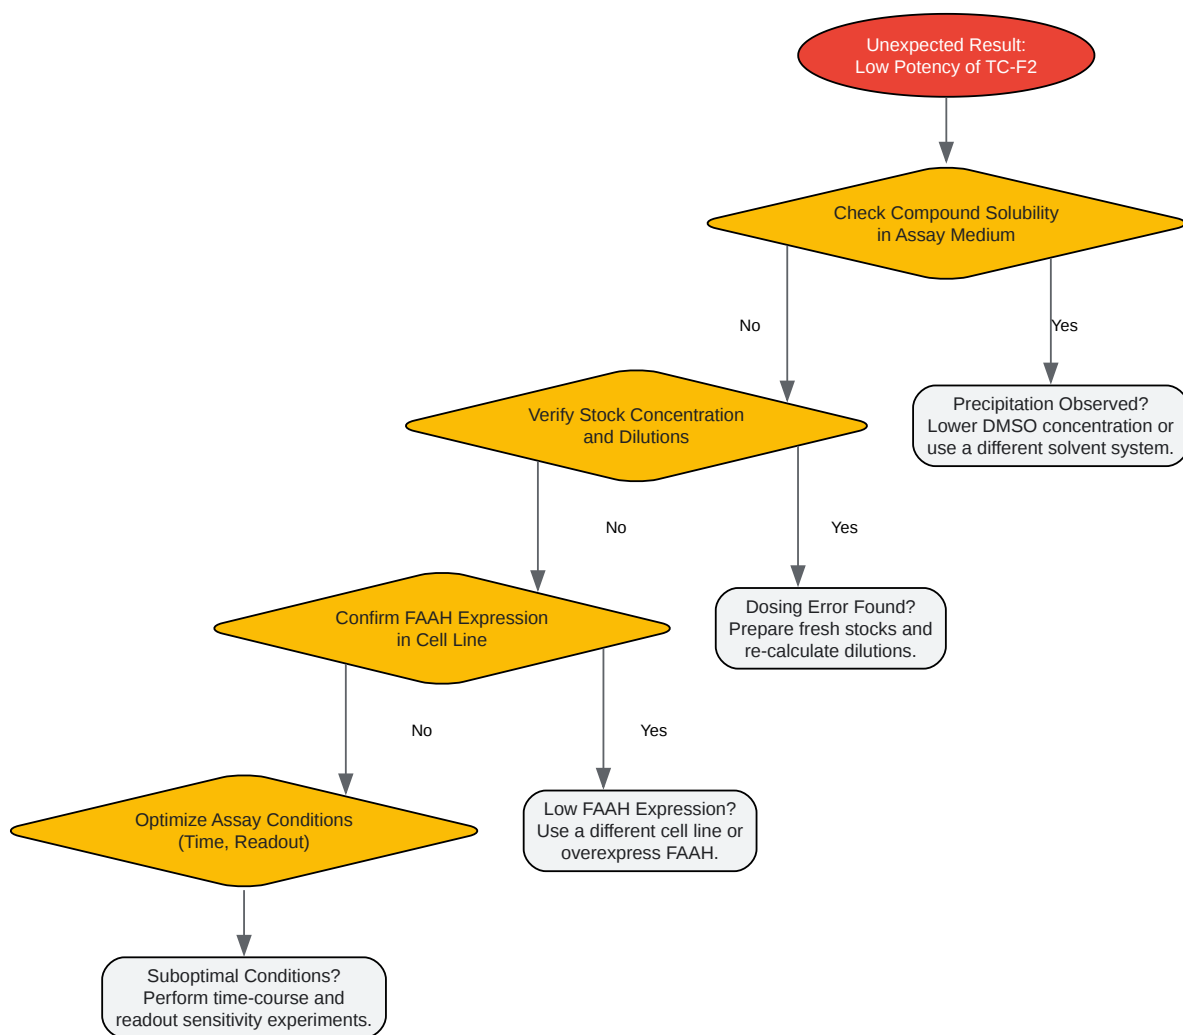 Unexpected Result:
Low Potency of TC-F2
Check Compound Solubility
in Assay Medium
No
Yes
Verify Stock Concentration
and Dilutions
Precipitation Observed?
Lower DMSO concentration or
use a different solvent system.
No
Yes
Confirm FAAH Expression
in Cell Line
Dosing Error Found?
Prepare fresh stocks and
re-calculate dilutions.
No
Yes
Optimize Assay Conditions
(Time, Readout)
Low FAAH Expression?
Use a different cell line or
overexpress FAAH.
Suboptimal Conditions?
Perform time-course and
readout sensitivity experiments.